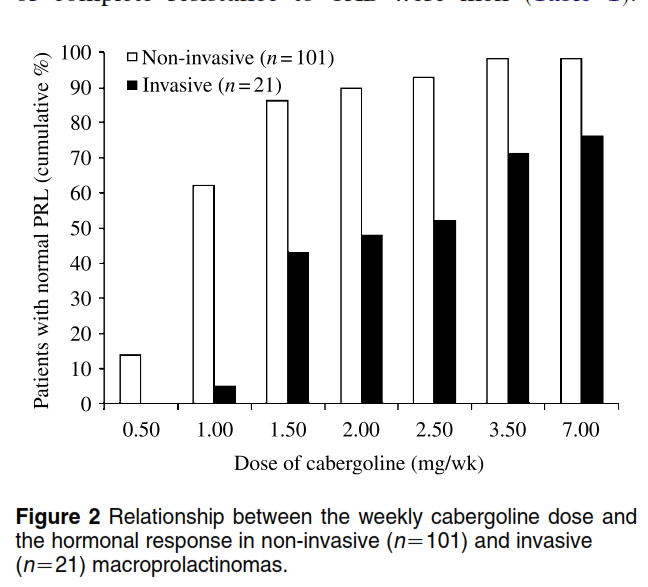 100
Non-invasive (n=101)
90
Invasive (n=21)
80
70
60
50
40
30
20
10
0
Patients with normal PRL (cumulative %)
0.50 1.00 1.50 2.00 2.50 3.50 7.00
Dose of cabergoline (mg/wk)
Figure 2 Relationship between the weekly cabergoline dose and
the hormonal response in non-invasive (n=101) and invasive
(n=21) macroprolactinomas.